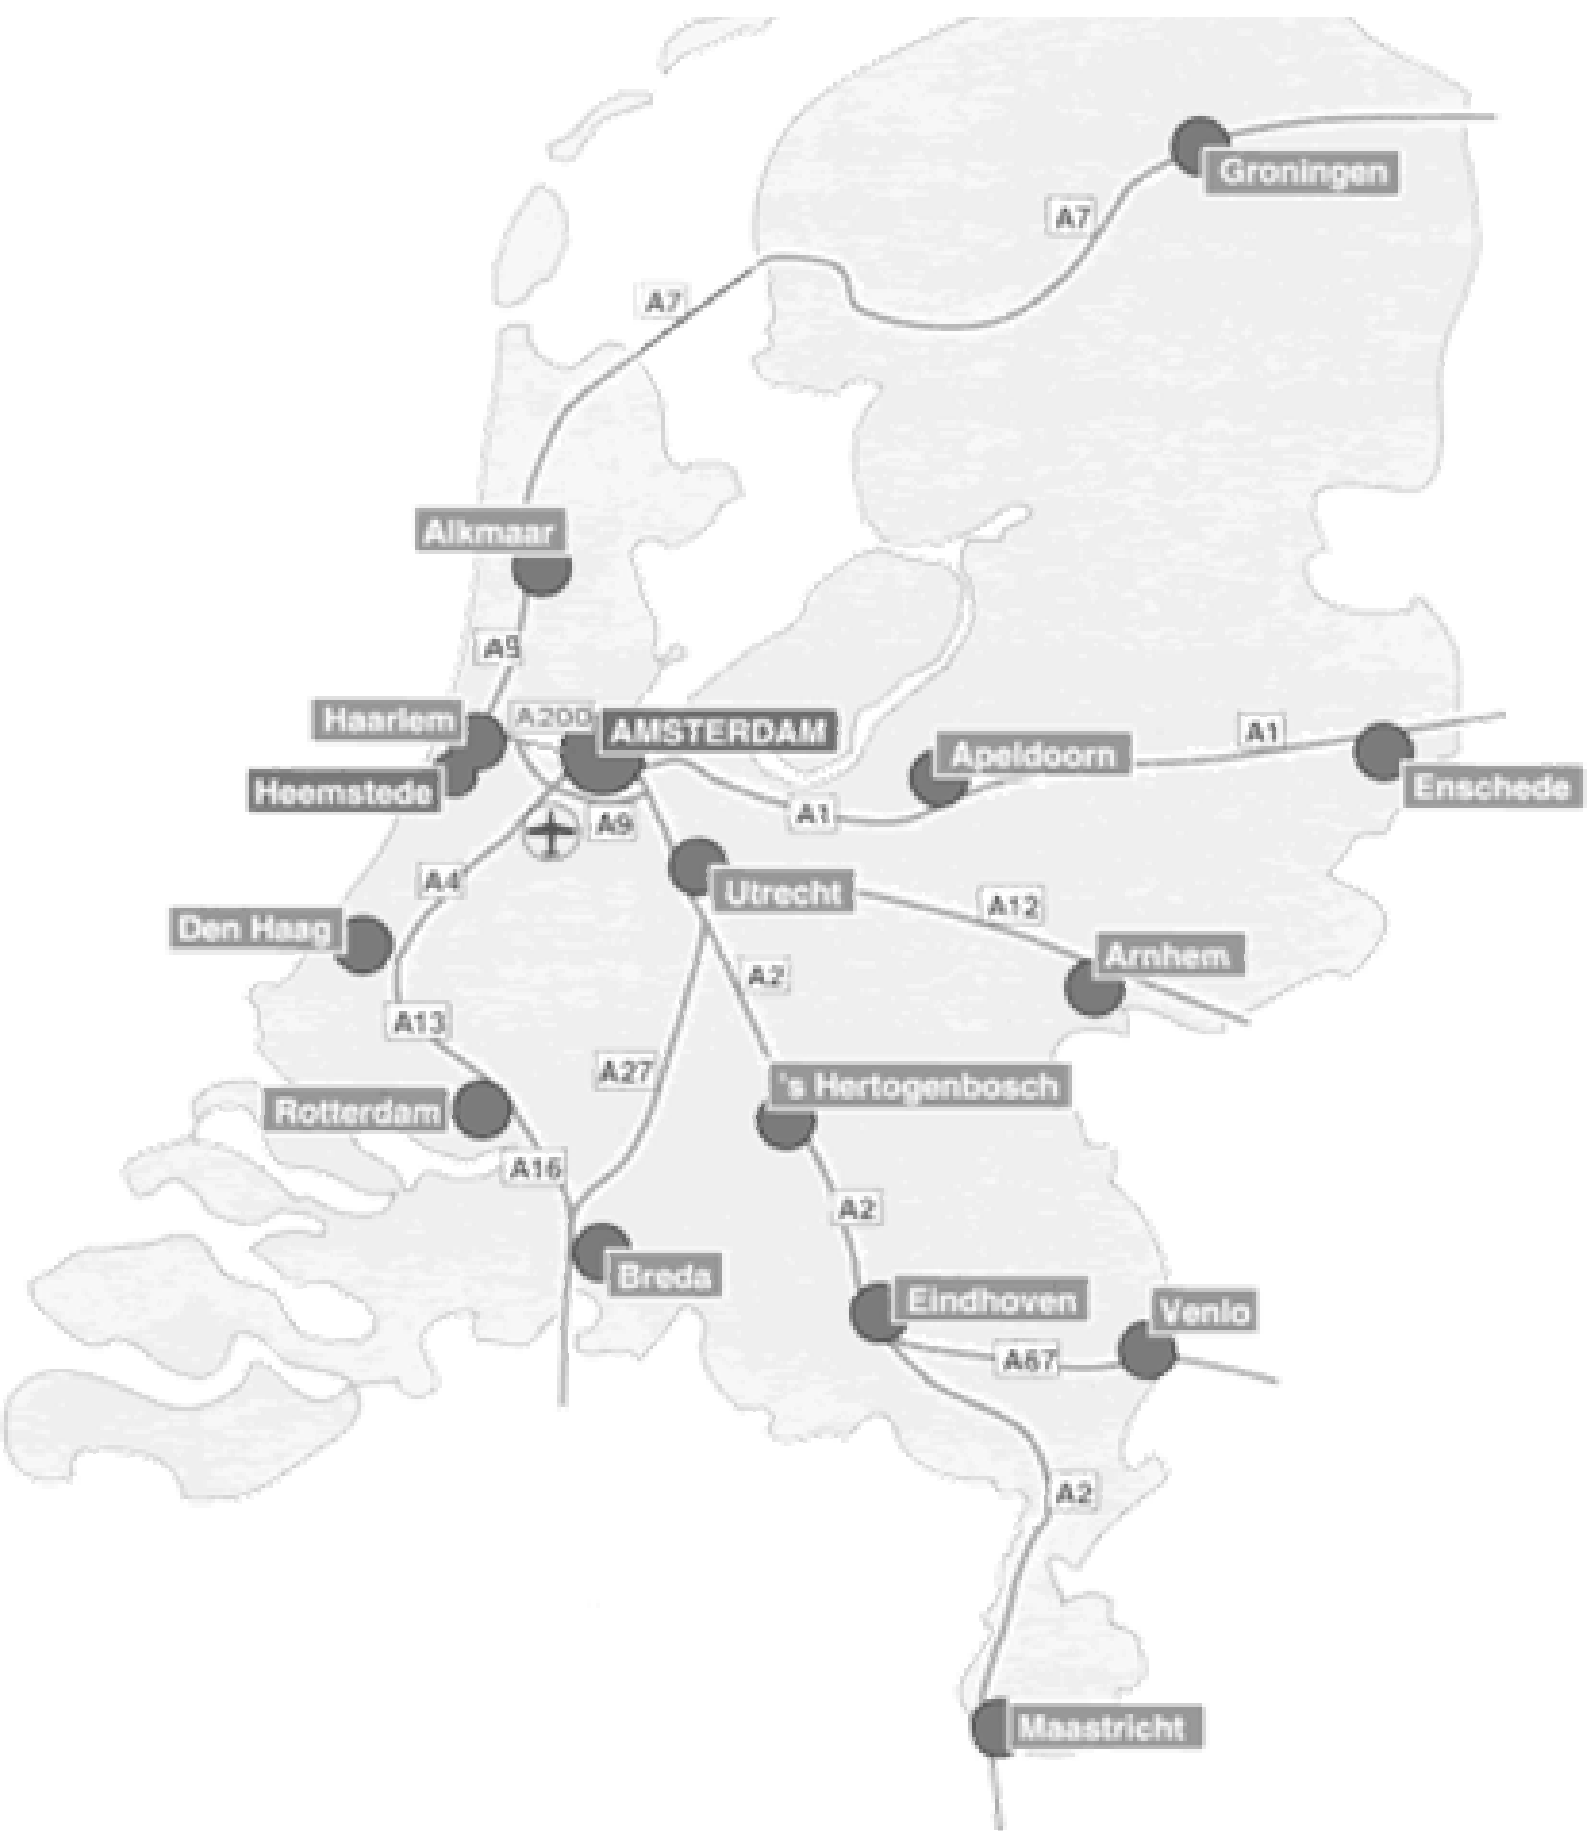 Groningen
A7
A7
Alkmaar
A9
Haarlem
A200
AMSTERDAM
A1
Apeldoorn
Heemstede
Enschede
A9
A1
A4
Utrecht
A12
Den Haag
Arnhem
A2
A13
A27
's Hertogenbosch
Rotterdam
A16
A2
Breda
Eindhoven
Venlo
A67
A2
Maastricht